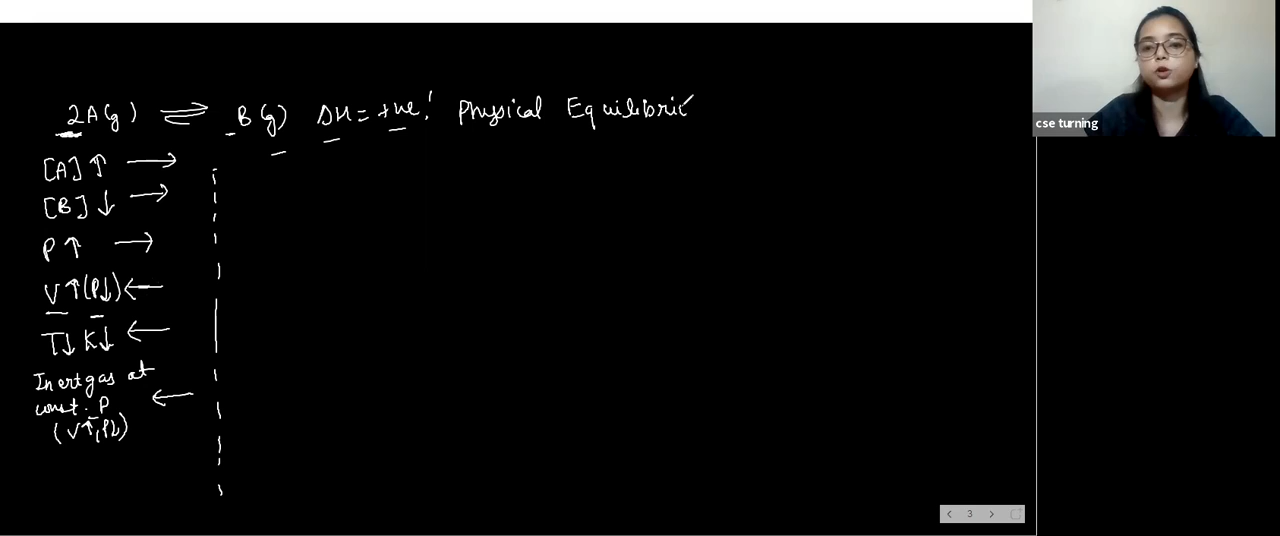 2A(g) ⇌ B(g) ΔH = +ve! Physical Equilibri
[A]↑ →
[B]↓ →
P↑ →
V↑(P↓) ←
T↓ K↓ ←
Inert gas at
const. P ←
(V↑, P↓)
cse turning
3